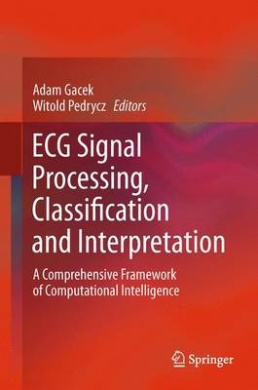 Adam Gacek
Witold Pedrycz Editors
ECG Signal
Processing,
Classification
and Interpretation
A Comprehensive Framework
of Computational Intelligence
Springer